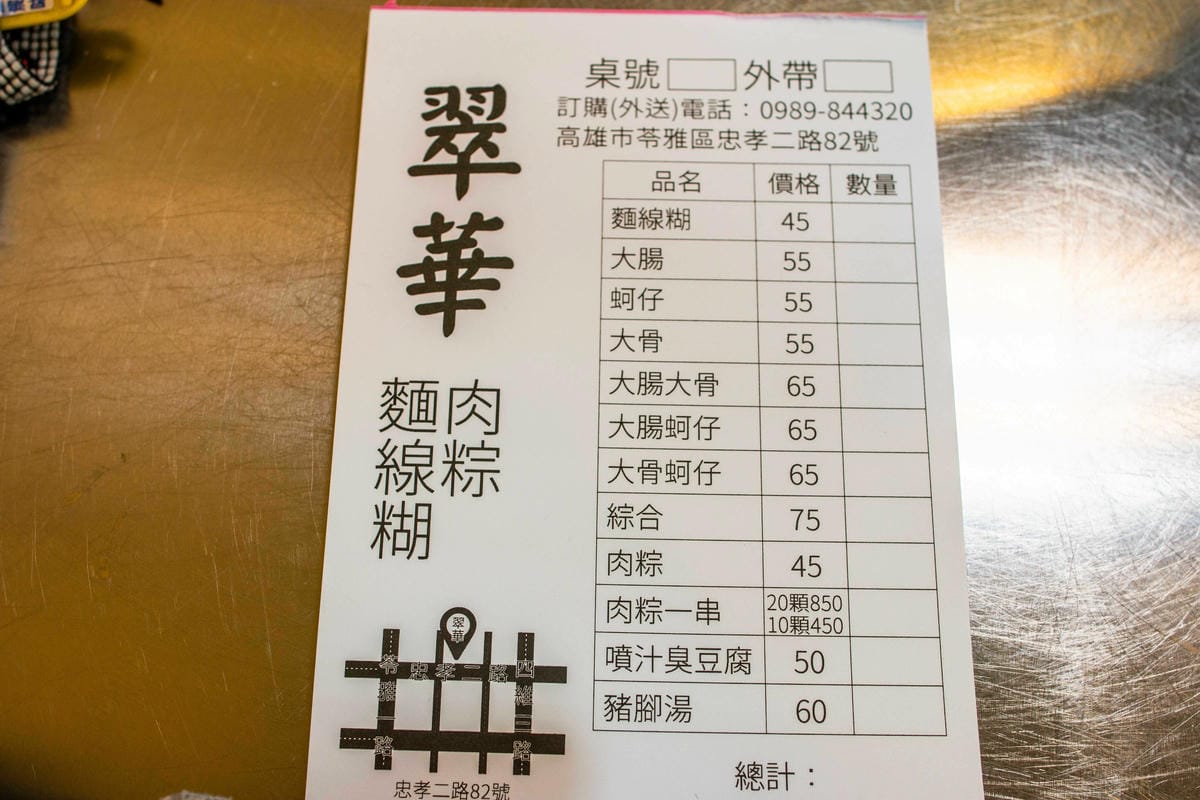 翠華
肉粽
麵線糊
桌號 外帶
訂購(外送)電話：0989-844320
高雄市苓雅區忠孝二路82號
品名 價格 數量
麵線糊 45
大腸 55
蚵仔 55
大骨 55
大腸大骨 65
大腸蚵仔 65
大骨蚵仔 65
綜合 75
肉粽 45
肉粽一串 20顆850
10顆450
噴汁臭豆腐 50
豬腳湯 60
總計：
翠華
忠孝二路
苓雅一路
四維三路
忠孝二路82號